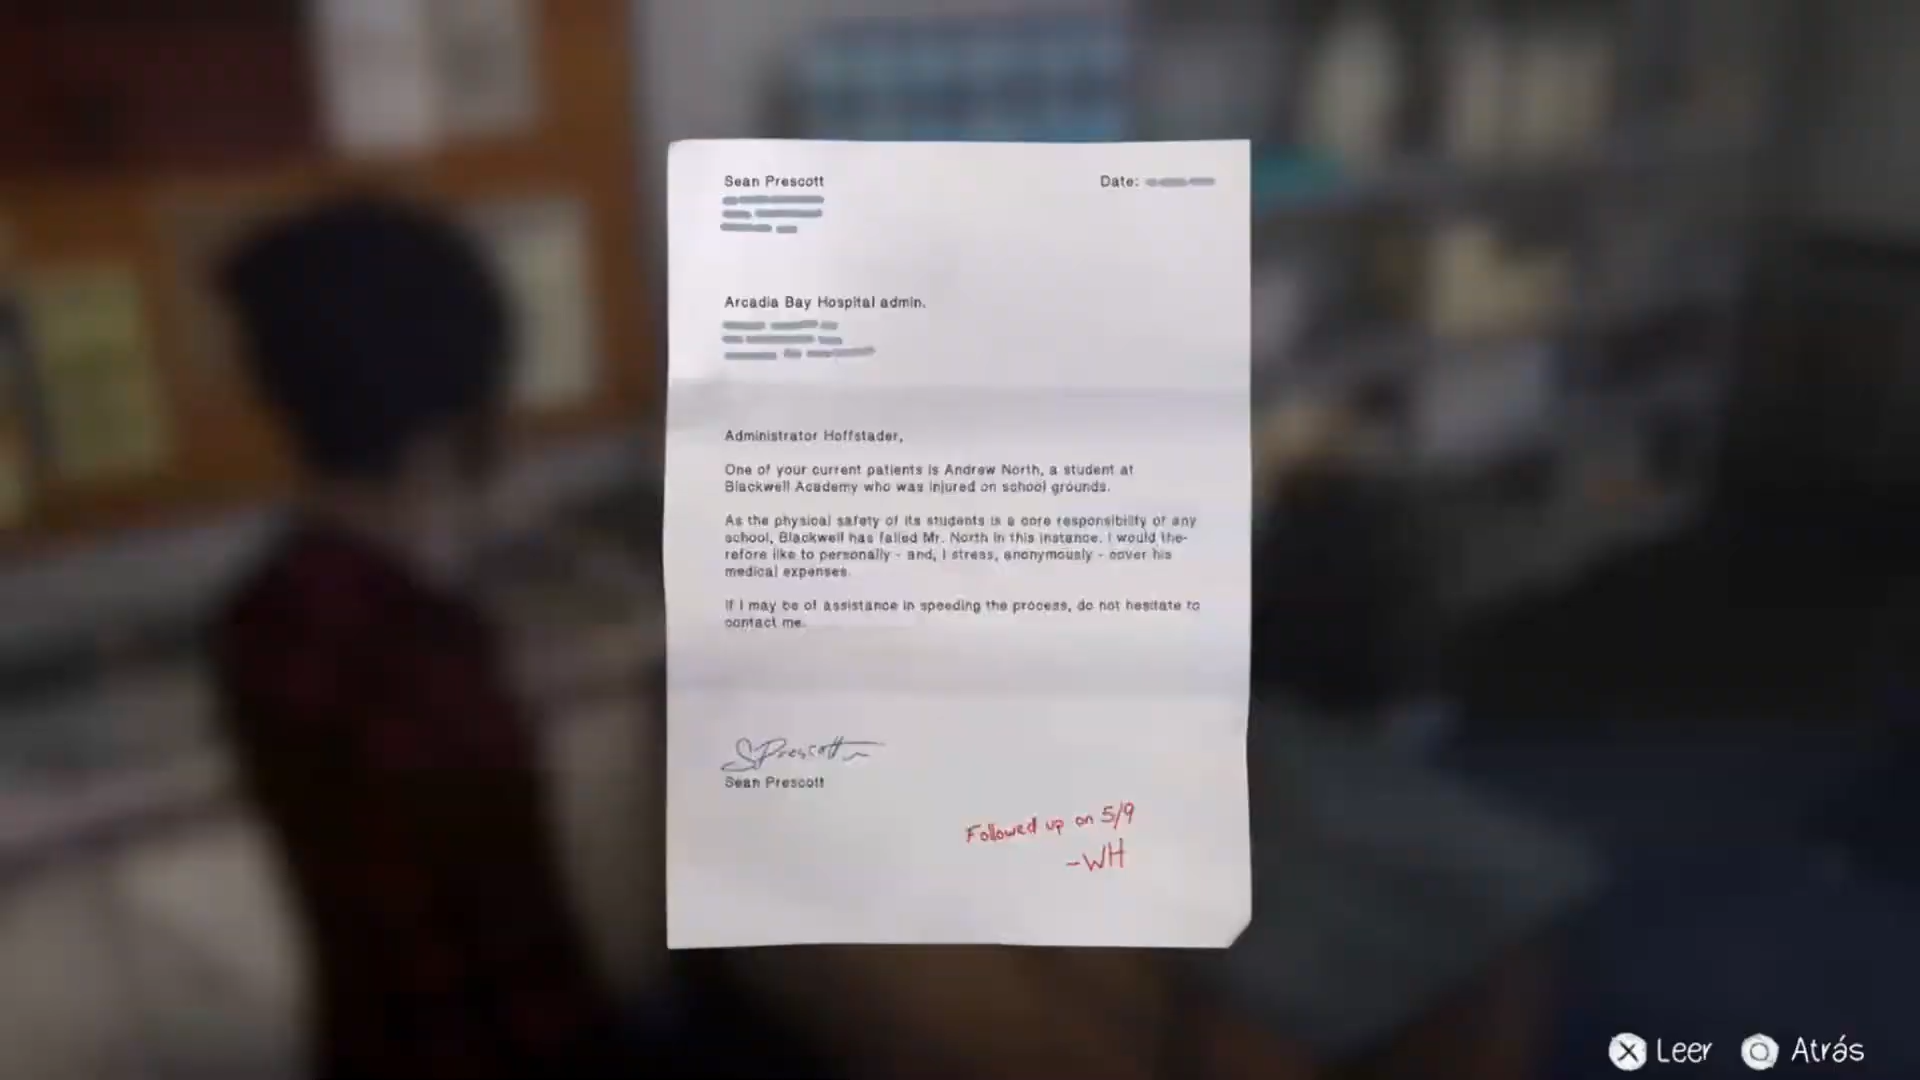 Sean Prescott
Date:
Arcadia Bay Hospital admin.
Administrator Hoffstader,
One of your current patients is Andrew North, a student at
Blackwell Academy who was injured on school grounds.
As the physical safety of its students is a core responsibility of any
school, Blackwell has failed Mr. North in this instance. I would the-
refore like to personally - and, I stress, anonymously - cover his
medical expenses.
If I may be of assistance in speeding the process, do not hesitate to
contact me.
SPrescott
Sean Prescott
Followed up on 5/9
-WH
Leer
Atrás